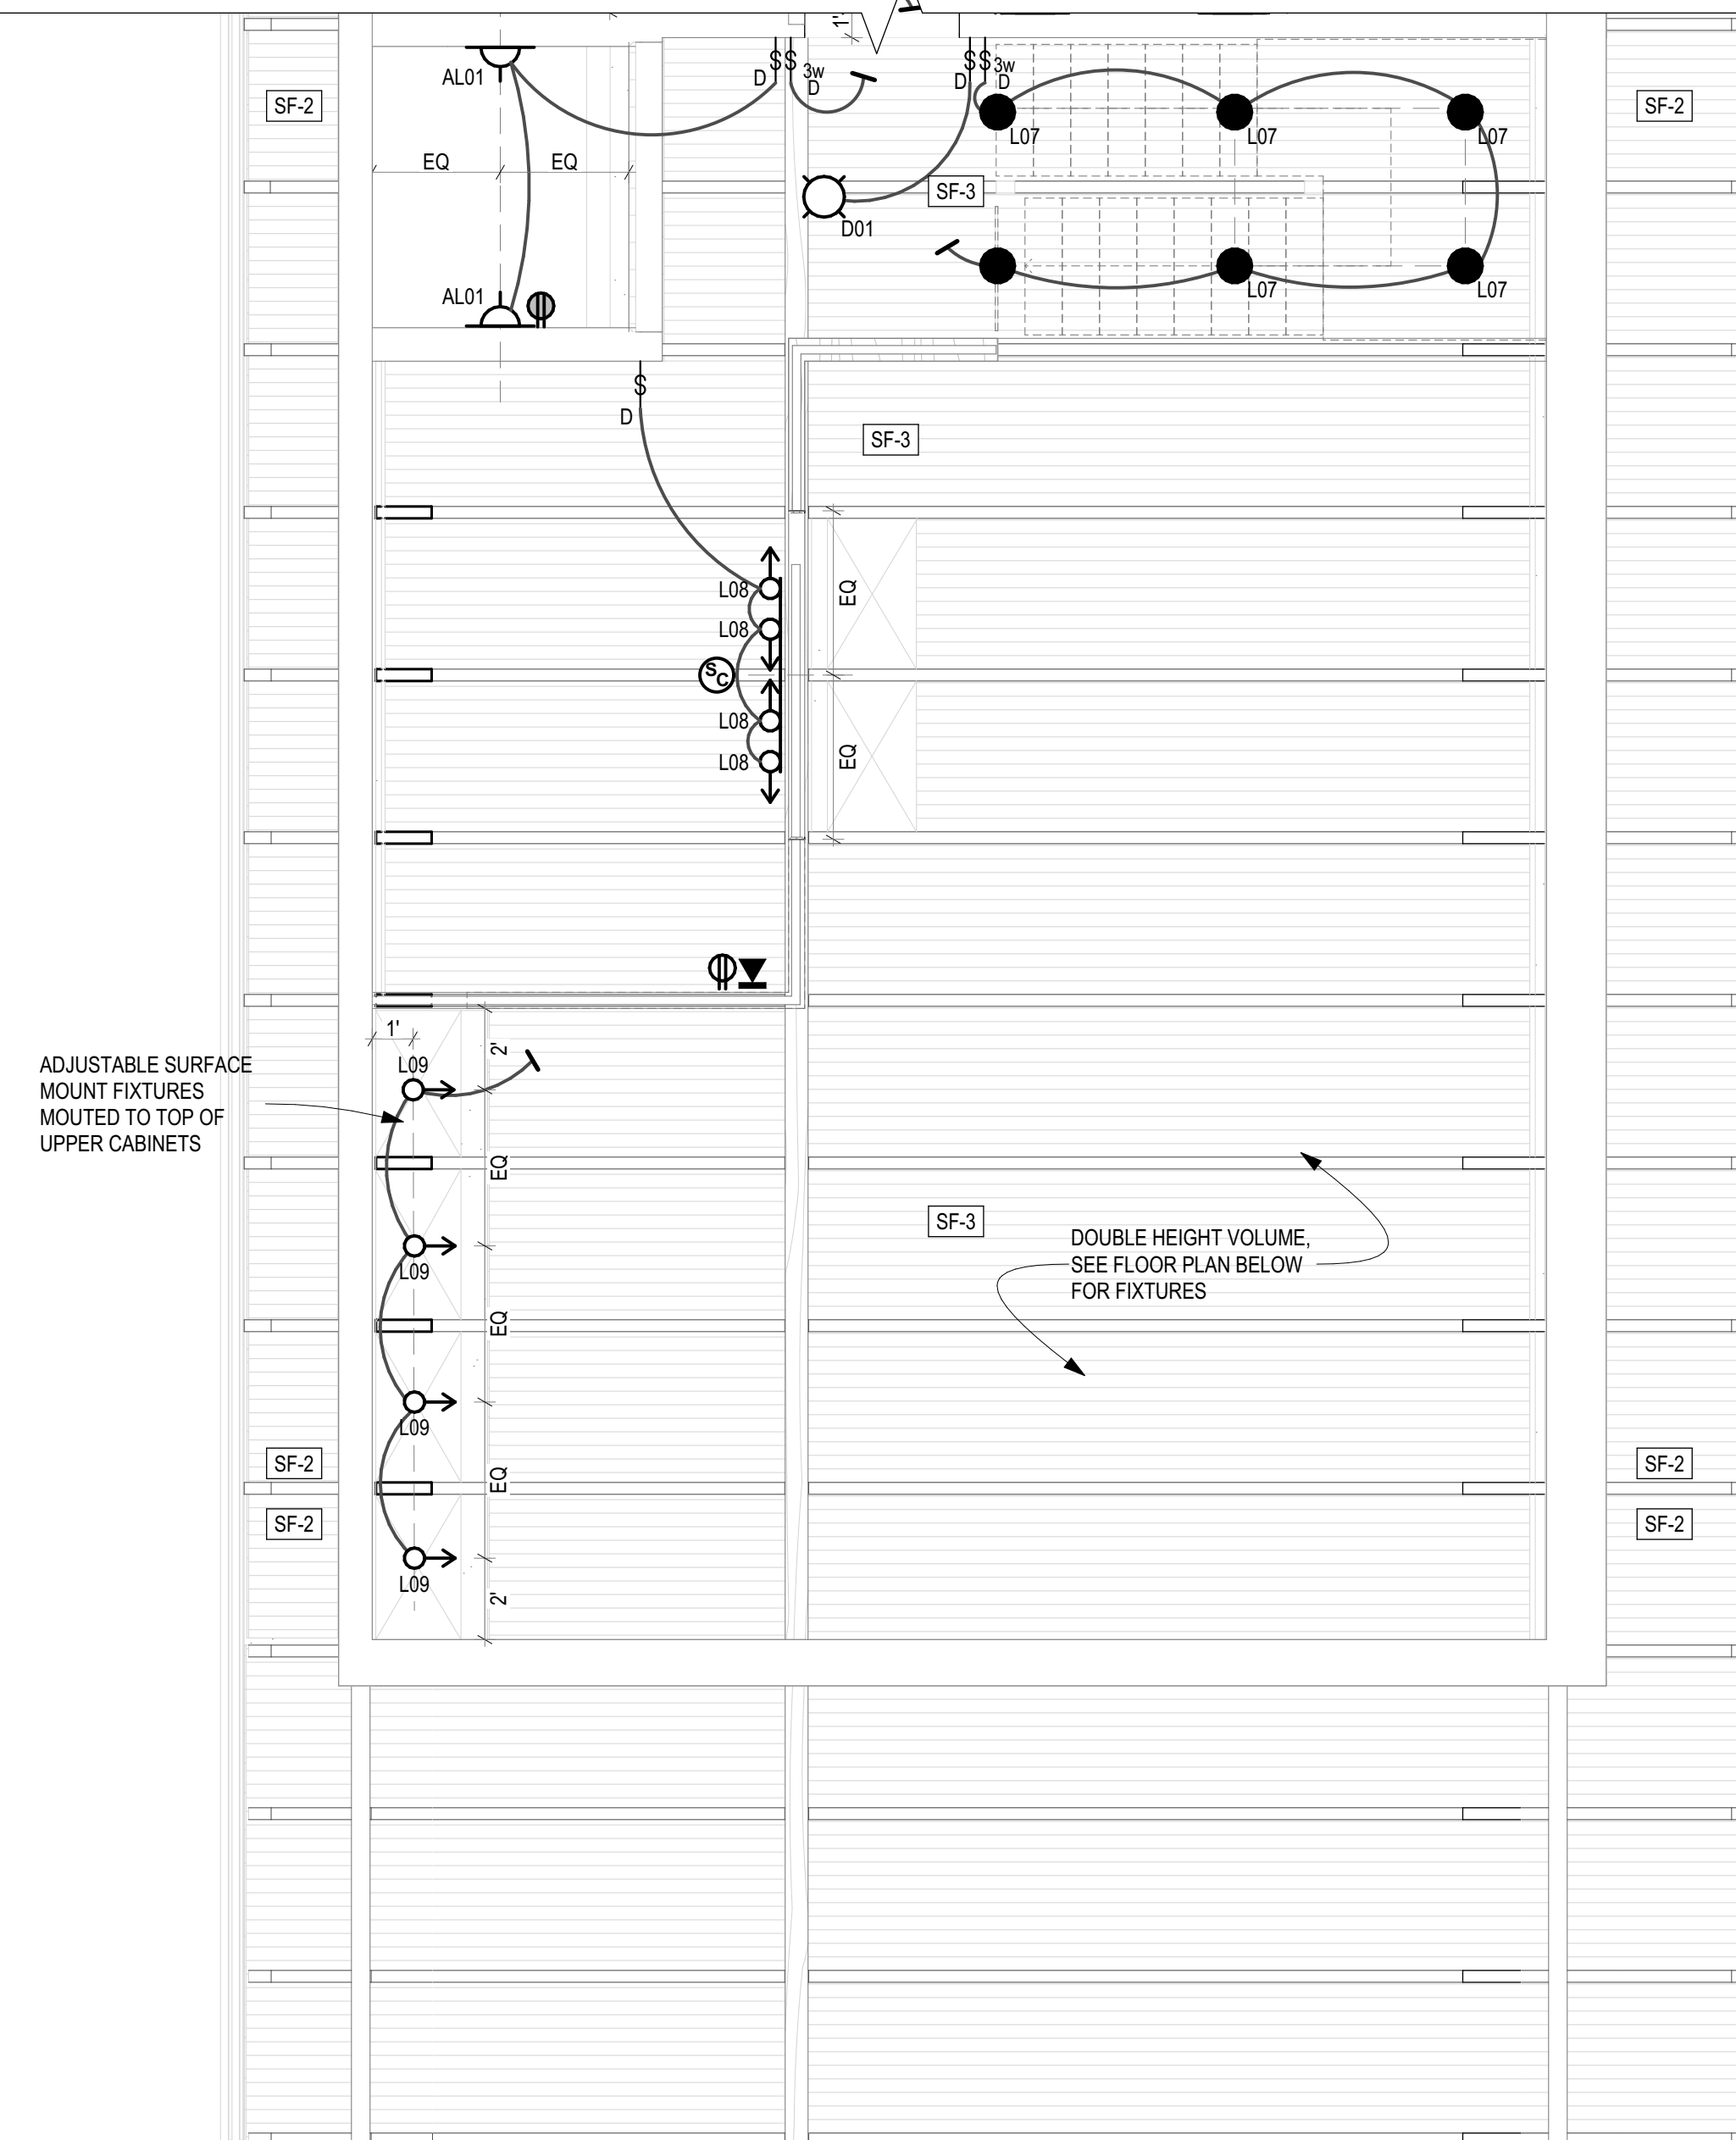 1'
AL01
D
S
S
3w
D
S
S
3w
D
D
SF-2
SF-2
L07
L07
L07
EQ
EQ
SF-3
D01
AL01
L07
L07
S
D
SF-3
L08
EQ
L08
SC
L08
EQ
L08
1'
2'
ADJUSTABLE SURFACE
MOUNT FIXTURES
MOUTED TO TOP OF
UPPER CABINETS
L09
EQ
SF-3
DOUBLE HEIGHT VOLUME,
SEE FLOOR PLAN BELOW
FOR FIXTURES
L09
EQ
L09
SF-2
SF-2
EQ
SF-2
SF-2
L09
2'